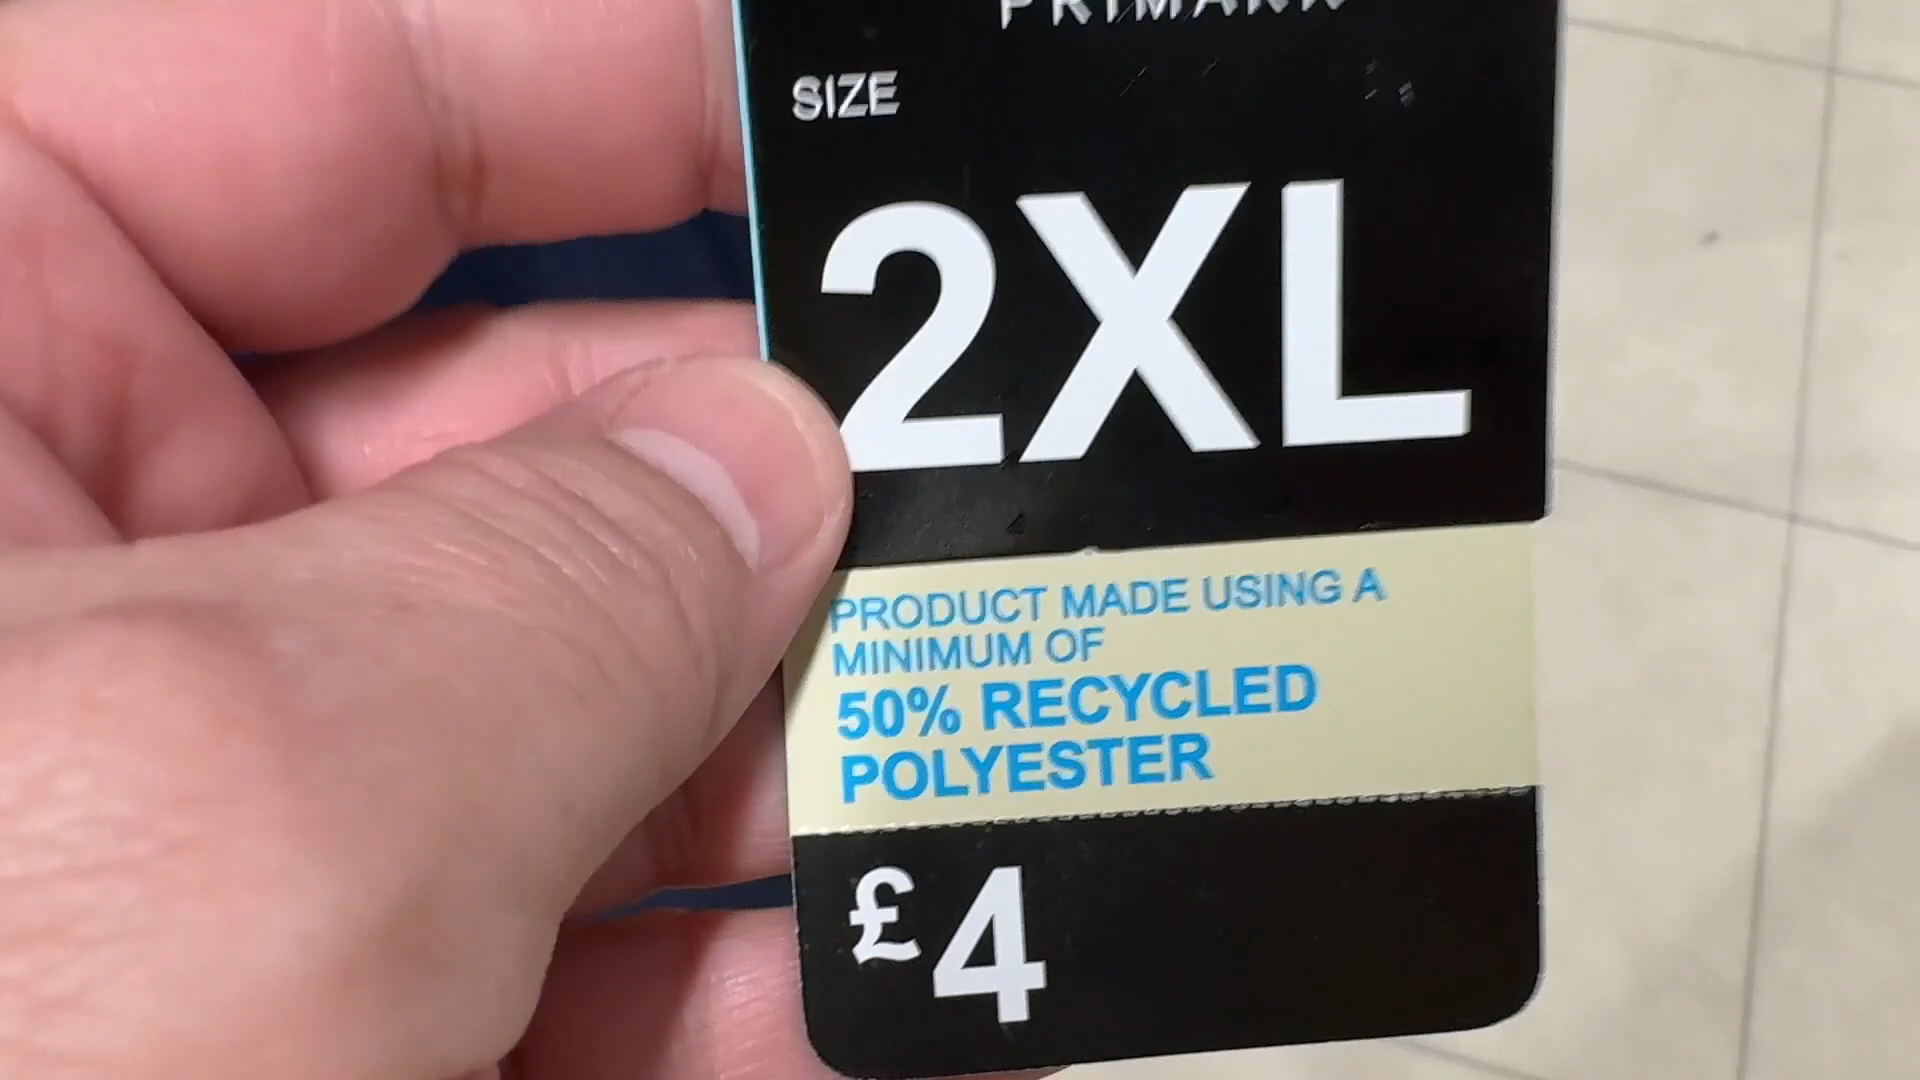 PRIMARK
SIZE
2XL
PRODUCT MADE USING A
MINIMUM OF
50% RECYCLED
POLYESTER
£4